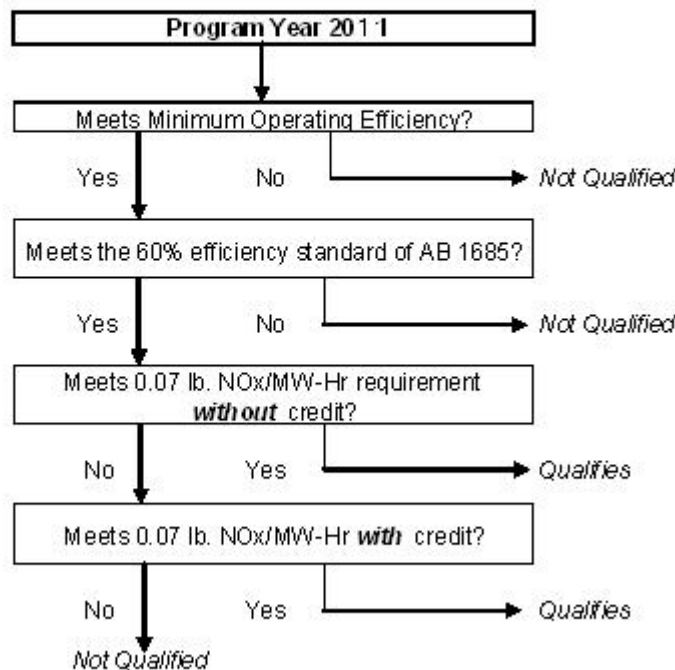 Program Year 2011
Meets Minimum Operating Efficiency?
Yes No Not Qualified
Meets the 60% efficiency standard of AB 1685?
Yes No Not Qualified
Meets 0.07 lb. NOx/MW-Hr requirement
without credit?
No Yes Qualifies
Meets 0.07 lb. NOx/MW-Hr with credit?
No Yes Qualifies
Not Qualified